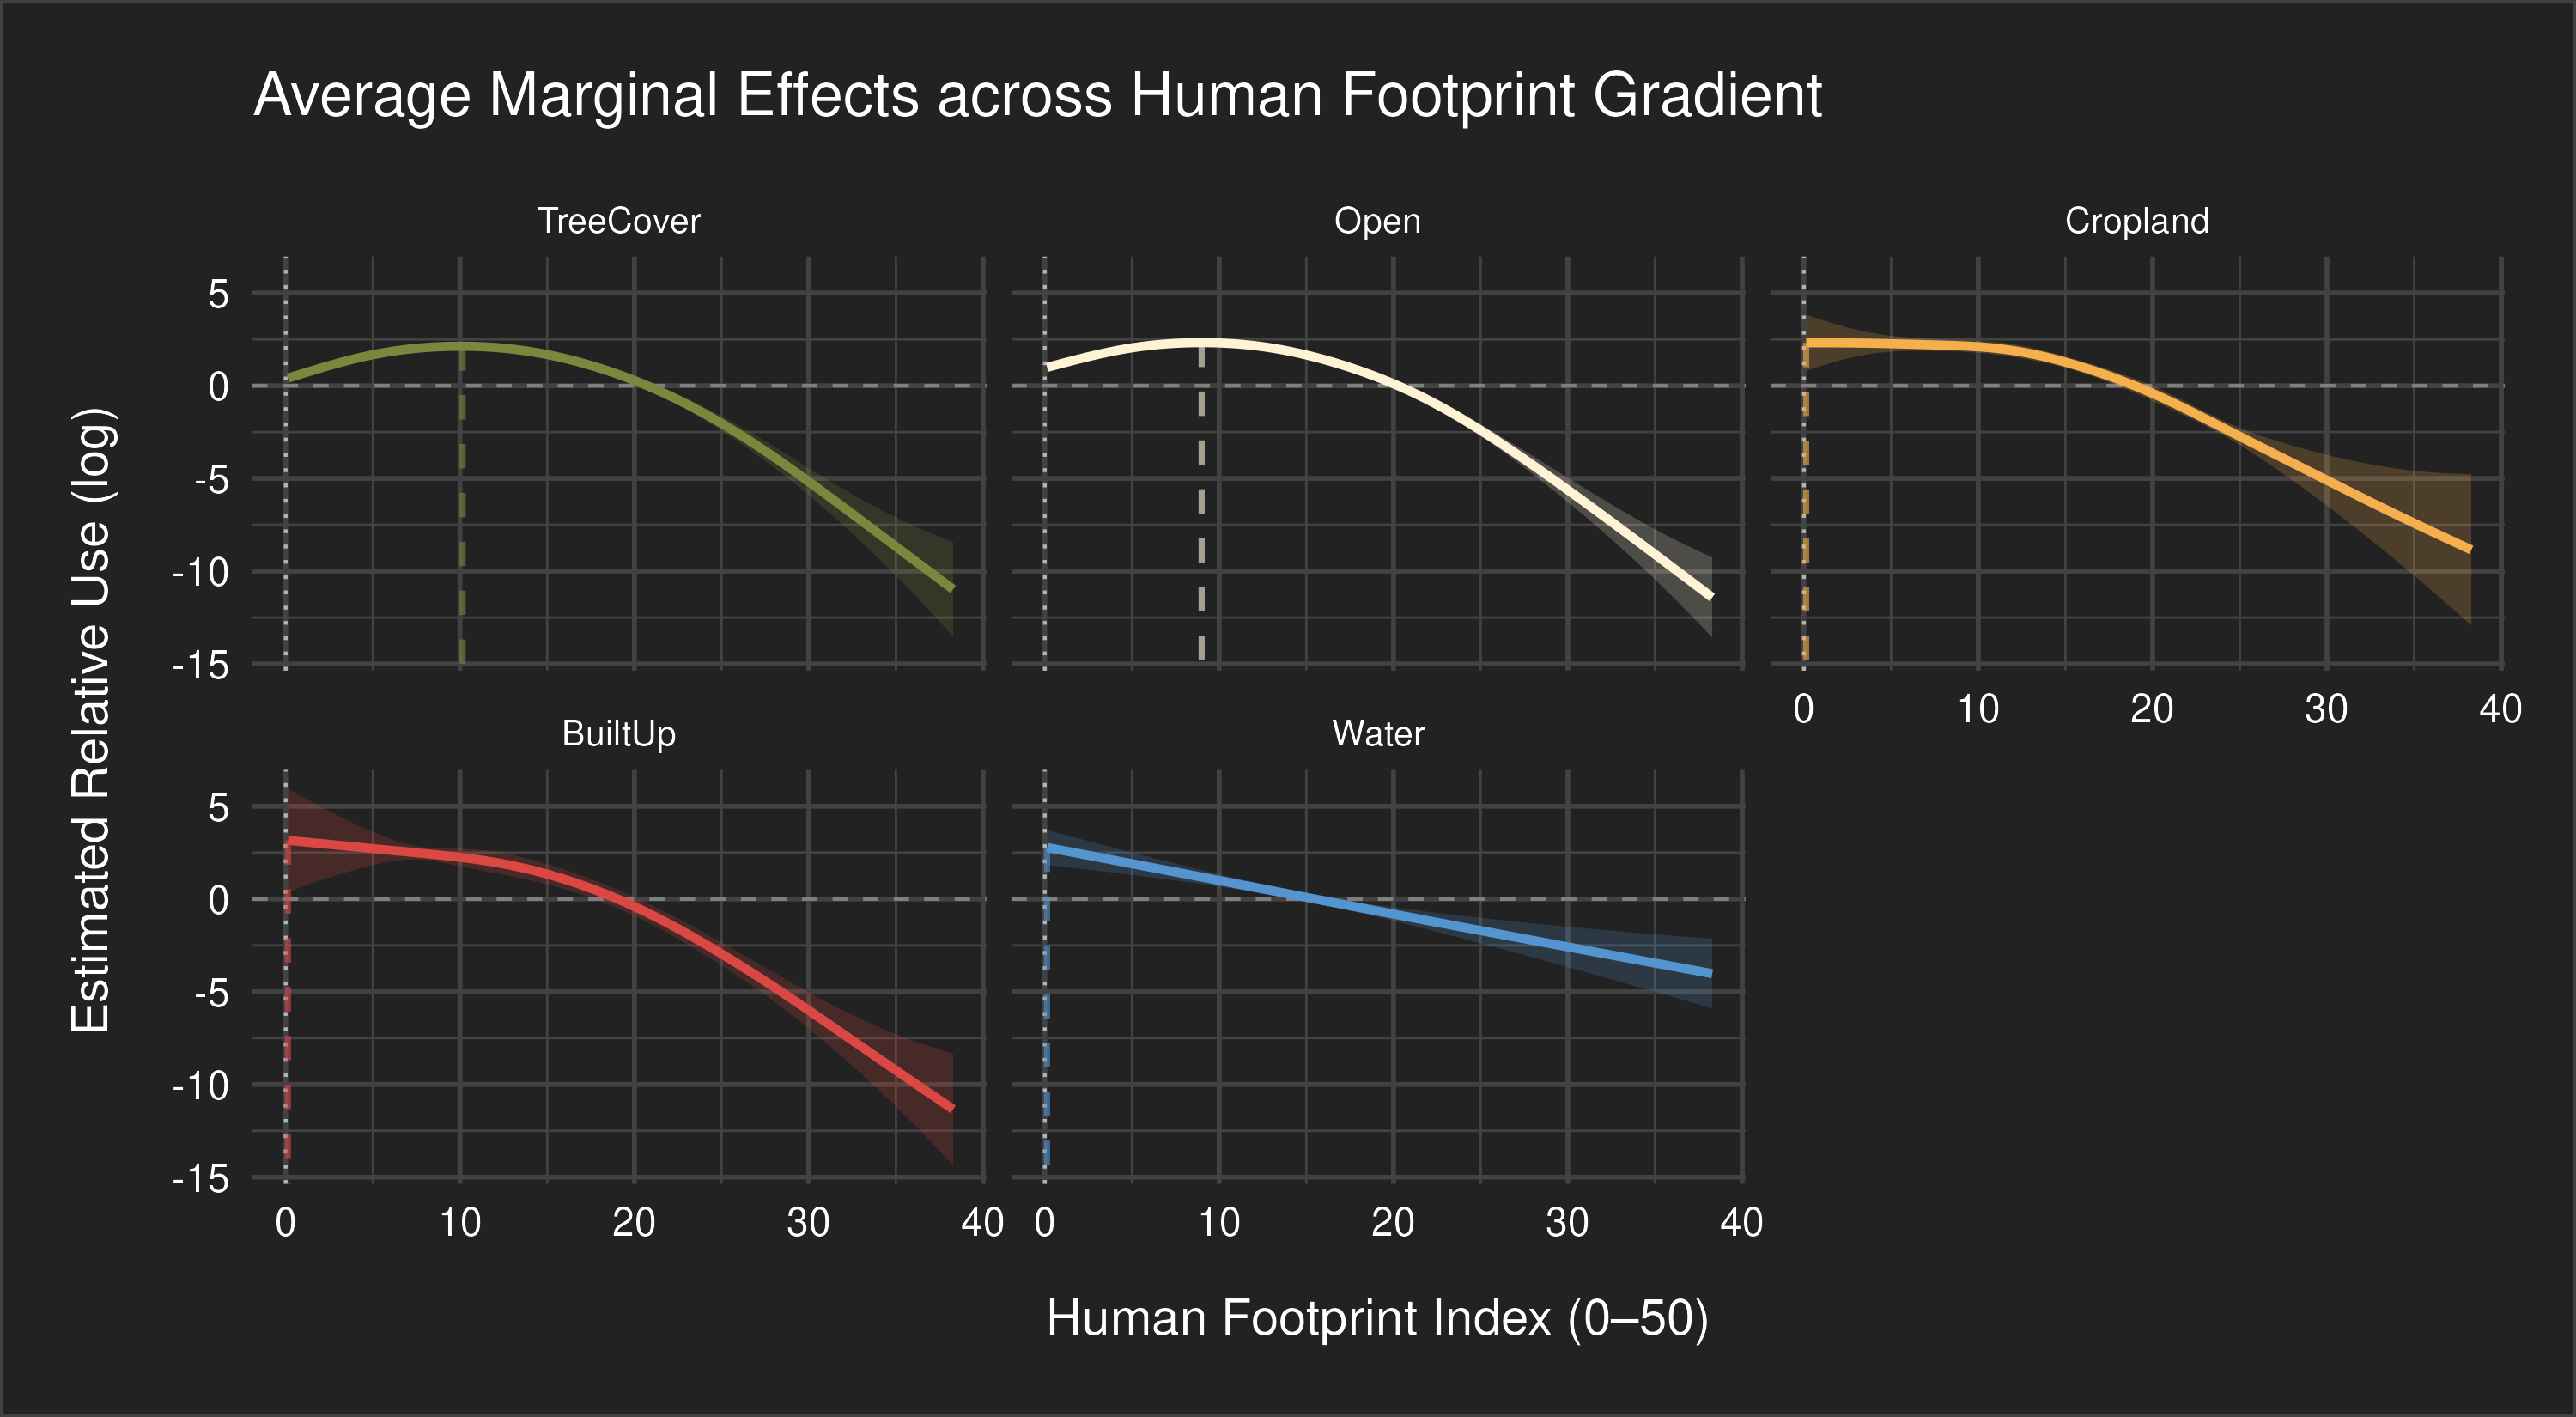 Average Marginal Effects across Human Footprint Gradient
TreeCover
Open
Cropland
5
0
-5
-10
-15
0 10 20 30 40
BuiltUp
Water
5
0
-5
-10
-15
0 10 20 30 40
0 10 20 30 40
Estimated Relative Use (log)
Human Footprint Index (0–50)